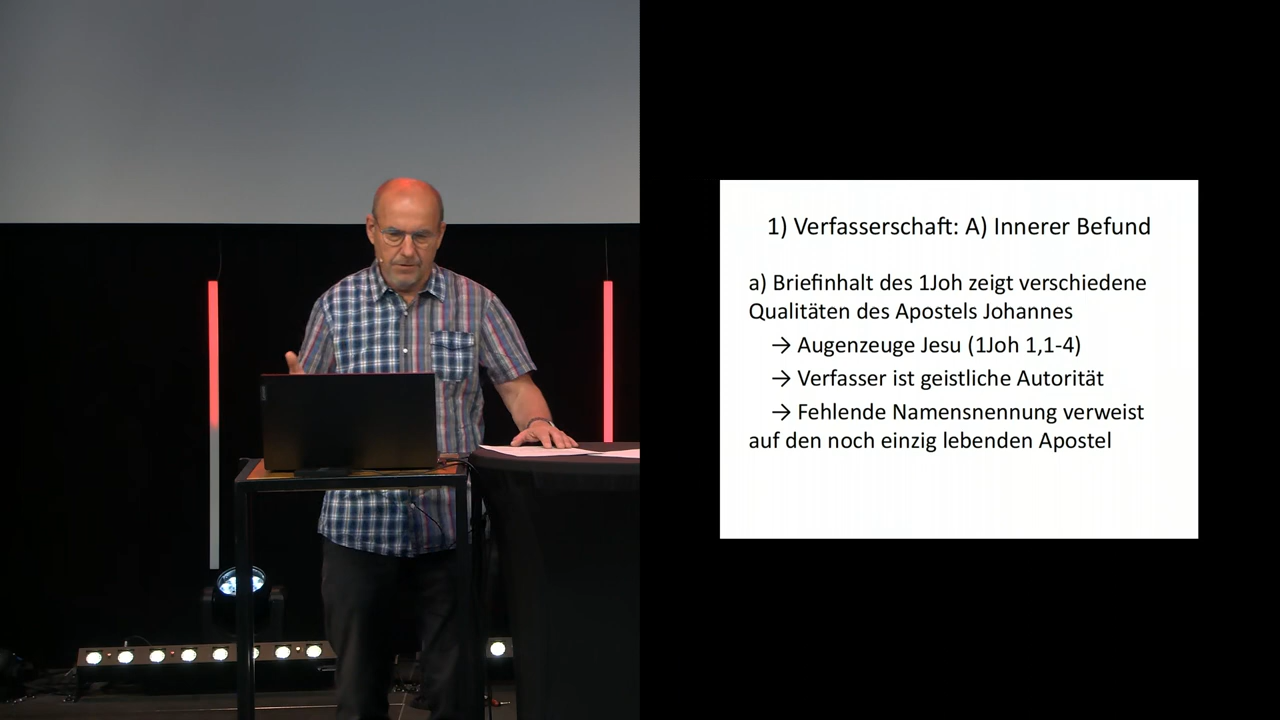 1) Verfasserschaft: A) Innerer Befund
a) Briefinhalt des 1Joh zeigt verschiedene
Qualitäten des Apostels Johannes
→ Augenzeuge Jesu (1Joh 1,1-4)
→ Verfasser ist geistliche Autorität
→ Fehlende Namensnennung verweist
auf den noch einzig lebenden Apostel